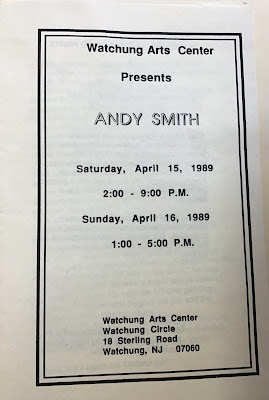 Watchung Arts Center
Presents
ANDY SMITH
Saturday, April 15, 1989
2:00 - 9:00 P.M.
Sunday, April 16, 1989
1:00 - 5:00 P.M.
Watchung Arts Center
Watchung Circle
18 Sterling Road
Watchung, NJ 07060